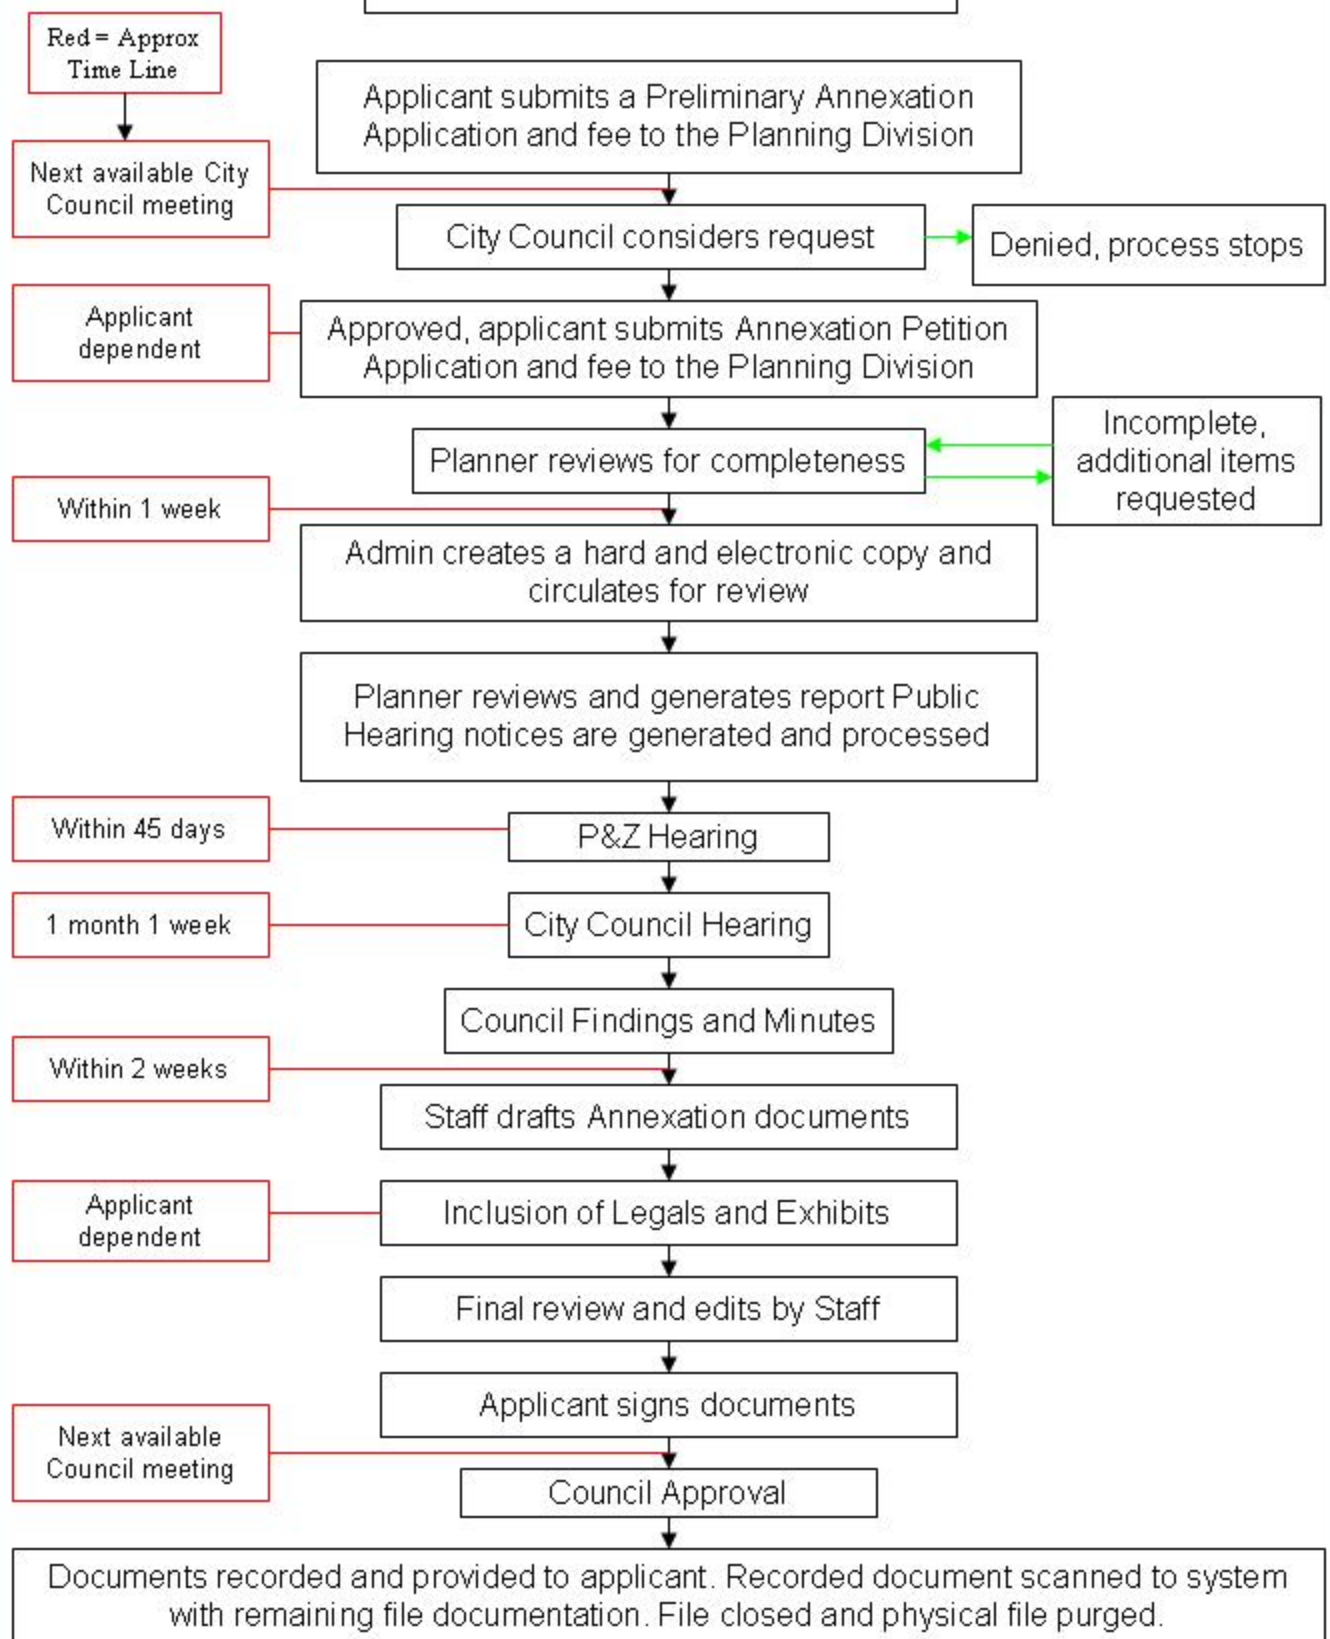 Red = Approx
Time Line
Applicant submits a Preliminary Annexation
Application and fee to the Planning Division
Next available City
Council meeting
City Council considers request
Denied, process stops
Applicant
dependent
Approved, applicant submits Annexation Petition
Application and fee to the Planning Division
Planner reviews for completeness
Incomplete,
additional items
requested
Within 1 week
Admin creates a hard and electronic copy and
circulates for review
Planner reviews and generates report Public
Hearing notices are generated and processed
Within 45 days
P&Z Hearing
1 month 1 week
City Council Hearing
Council Findings and Minutes
Within 2 weeks
Staff drafts Annexation documents
Applicant
dependent
Inclusion of Legals and Exhibits
Final review and edits by Staff
Applicant signs documents
Next available
Council meeting
Council Approval
Documents recorded and provided to applicant. Recorded document scanned to system
with remaining file documentation. File closed and physical file purged.